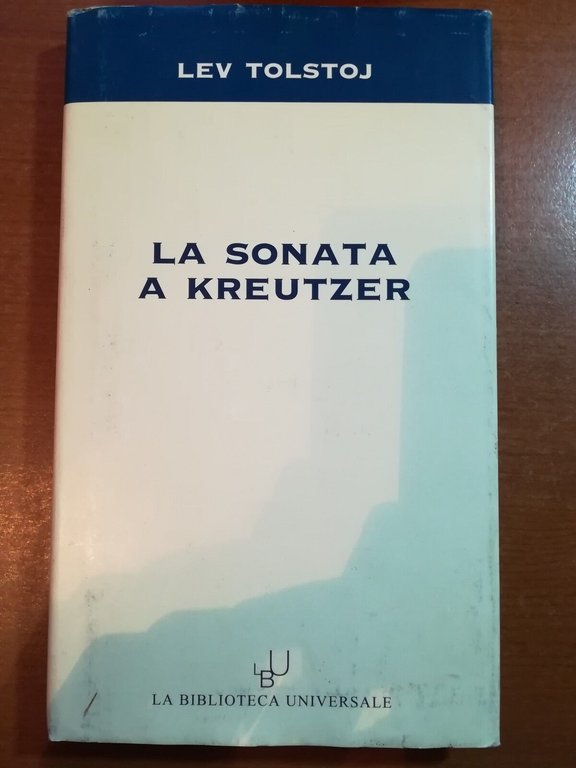 LEV TOLSTOJ
LA SONATA
A KREUTZER
LBU
LA BIBLIOTECA UNIVERSALE